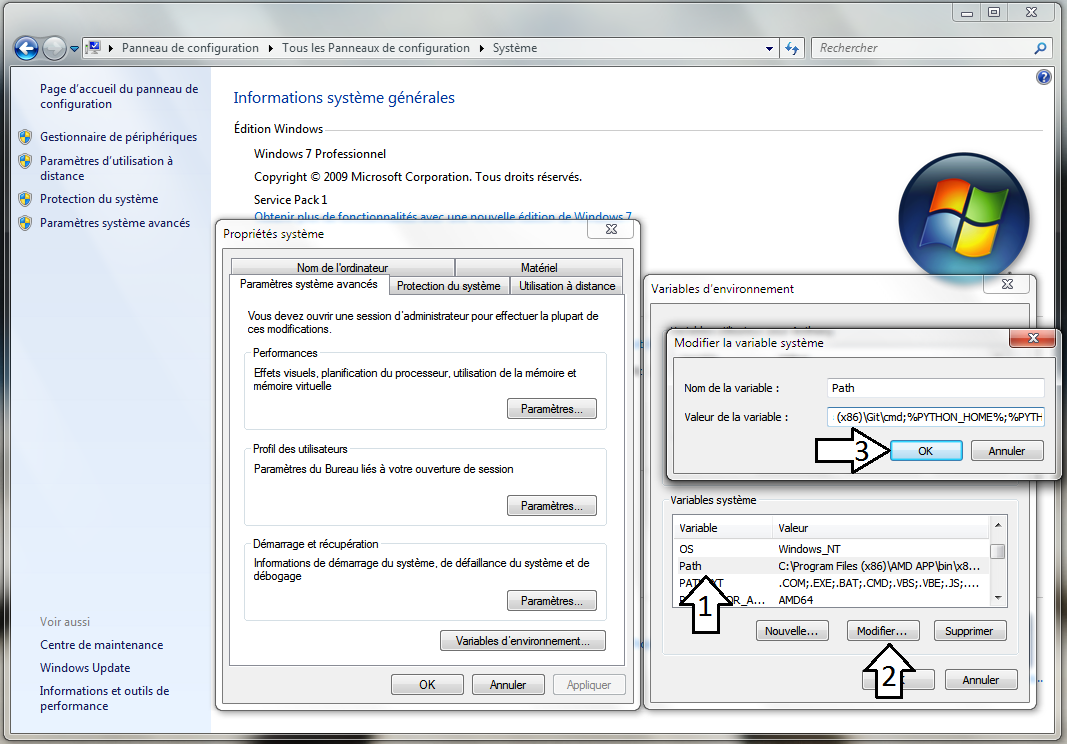 Panneau de configuration
Tous les Panneaux de configuration
Système
Rechercher
Page d'accueil du panneau de
configuration
Gestionnaire de périphériques
Paramètres d'utilisation à
distance
Protection du système
Paramètres système avancés
Voir aussi
Centre de maintenance
Windows Update
Informations et outils de
performance
Informations système générales
Édition Windows
Windows 7 Professionnel
Copyright © 2009 Microsoft Corporation. Tous droits réservés.
Service Pack 1
Obtenir plus de fonctionnalités avec une nouvelle édition de Windows 7
Propriétés système
Nom de l'ordinateur
Matériel
Paramètres système avancés
Protection du système
Utilisation à distance
Vous devez ouvrir une session d'administrateur pour effectuer la plupart de
ces modifications.
Performances
Effets visuels, planification du processeur, utilisation de la mémoire et
mémoire virtuelle
Paramètres...
Profil des utilisateurs
Paramètres du Bureau liés à votre ouverture de session
Paramètres...
Démarrage et récupération
Informations de démarrage du système, de défaillance du système et de
débogage
Paramètres...
Variables d'environnement...
OK
Annuler
Appliquer
Variables d'environnement
Modifier la variable système
Nom de la variable :
Path
Valeur de la variable :
(x86)\Git\cmd;%PYTHON_HOME%;%PYTH
3
OK
Annuler
Variables système
Variable
Valeur
OS
Windows_NT
Path
C:\Program Files (x86)\AMD APP\bin\x8...
.COM;.EXE;.BAT;.CMD;.VBS;.VBE;.JS;....
AMD64
1
Nouvelle...
Modifier...
Supprimer
2
Annuler